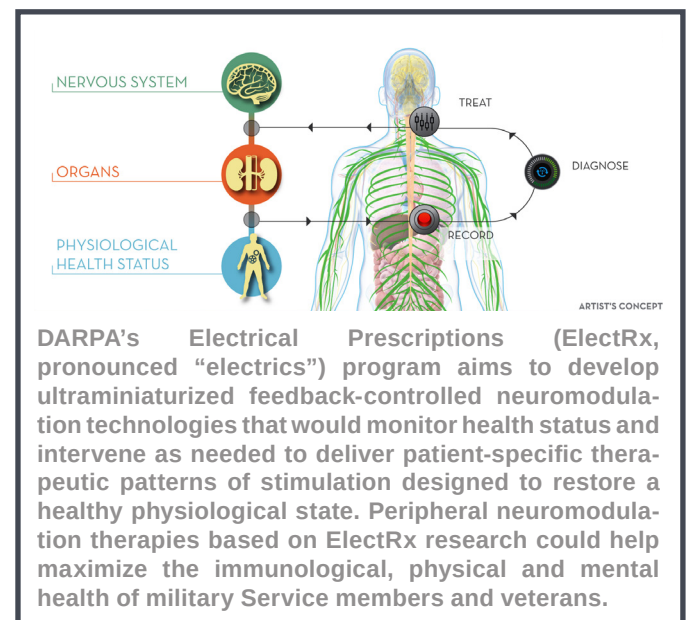 NERVOUS SYSTEM
TREAT
ORGANS
DIAGNOSE
PHYSIOLOGICAL
HEALTH STATUS
RECORD
ARTIST'S CONCEPT
DARPA’s Electrical Prescriptions (ElectRx,
pronounced “electrics”) program aims to develop
ultraminiaturized feedback-controlled neuromodula-
tion technologies that would monitor health status and
intervene as needed to deliver patient-specific thera-
peutic patterns of stimulation designed to restore a
healthy physiological state. Peripheral neuromodula-
tion therapies based on ElectRx research could help
maximize the immunological, physical and mental
health of military Service members and veterans.